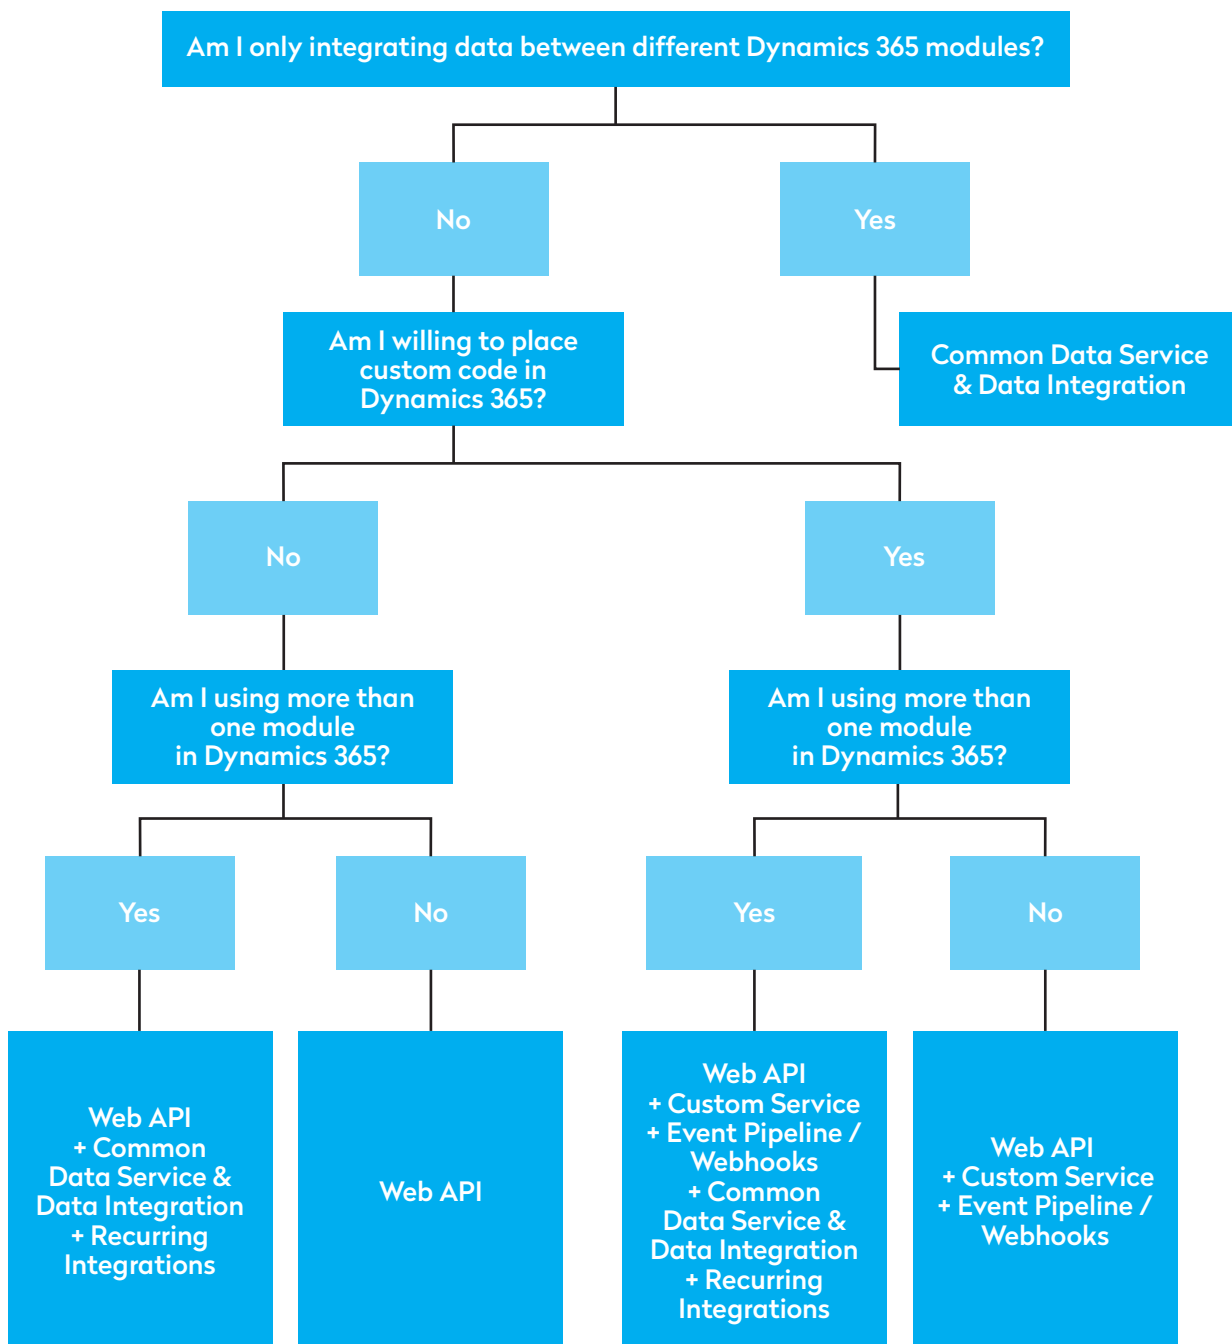 Am I only integrating data between different Dynamics 365 modules?
No
Yes
Am I willing to place
custom code in
Dynamics 365?
Common Data Service
& Data Integration
No
Yes
Am I using more than
one module
in Dynamics 365?
Am I using more than
one module
in Dynamics 365?
Yes
No
Yes
No
Web API
+ Common
Data Service &
Data Integration
+ Recurring
Integrations
Web API
Web API
+ Custom Service
+ Event Pipeline /
Webhooks
+ Common
Data Service &
Data Integration
+ Recurring
Integrations
Web API
+ Custom Service
+ Event Pipeline /
Webhooks